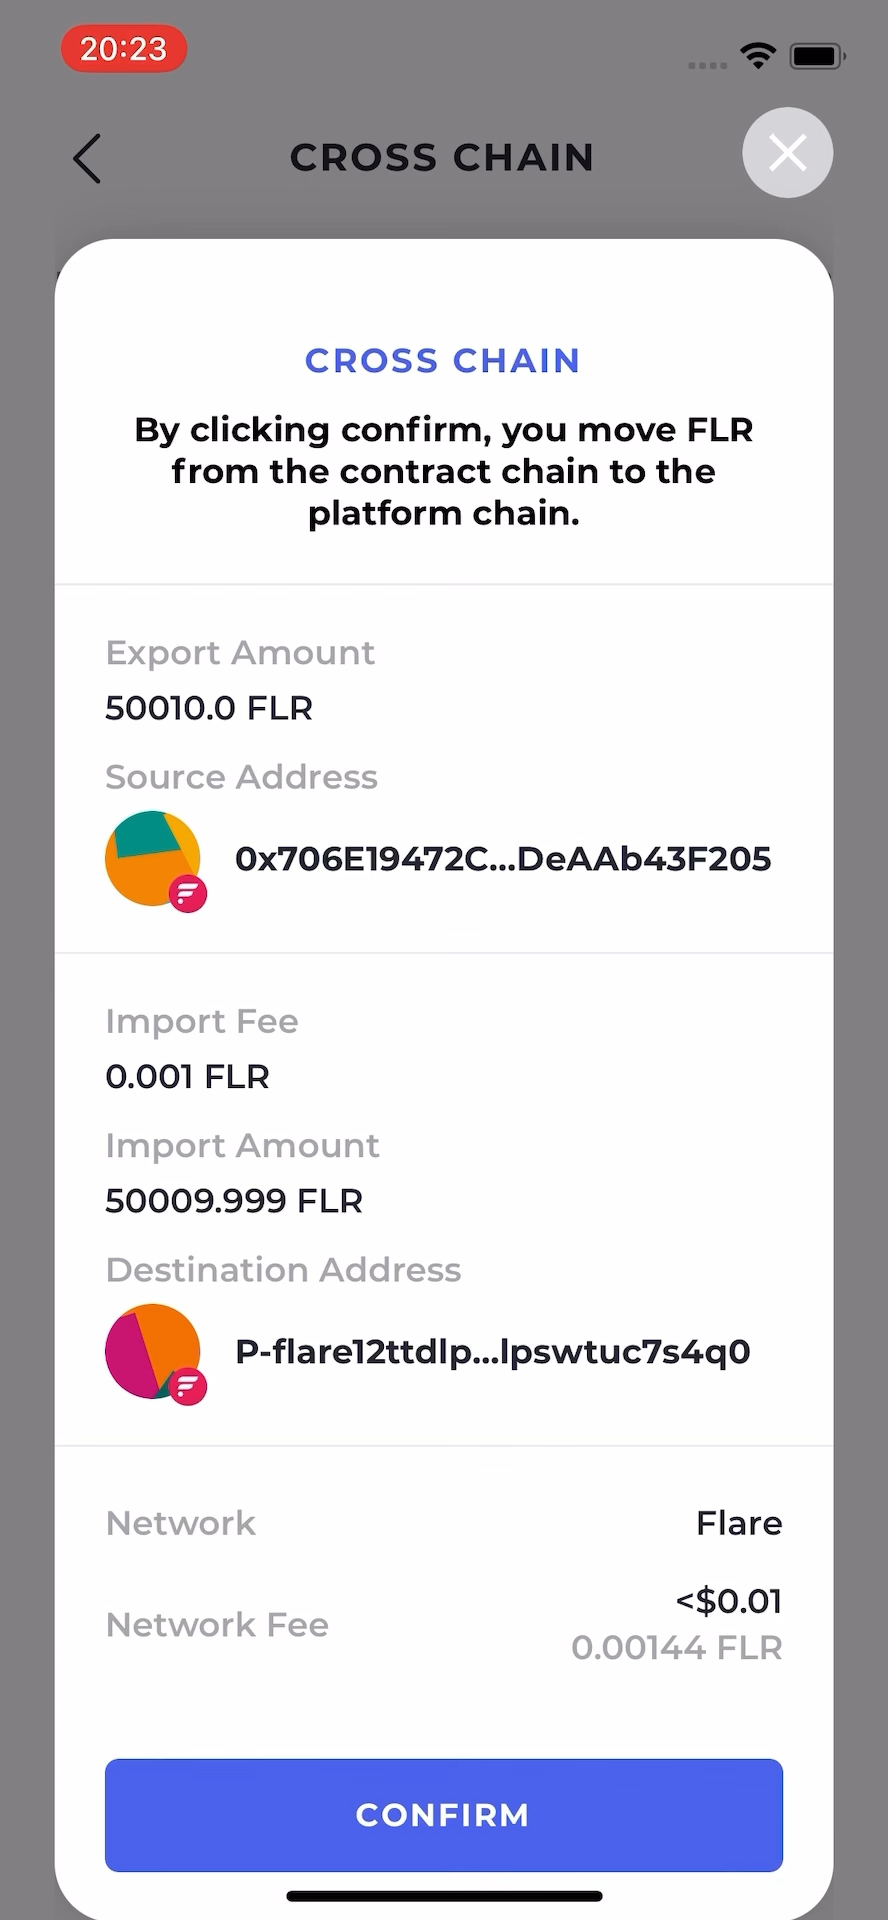 20:23
CROSS CHAIN
CROSS CHAIN
By clicking confirm, you move FLR
from the contract chain to the
platform chain.
Export Amount
50010.0 FLR
Source Address
0x706E19472C...DeAAb43F205
Import Fee
0.001 FLR
Import Amount
50009.999 FLR
Destination Address
P-flare12ttdlp...lpswtuc7s4q0
Network
Flare
Network Fee
<$0.01
0.00144 FLR
CONFIRM